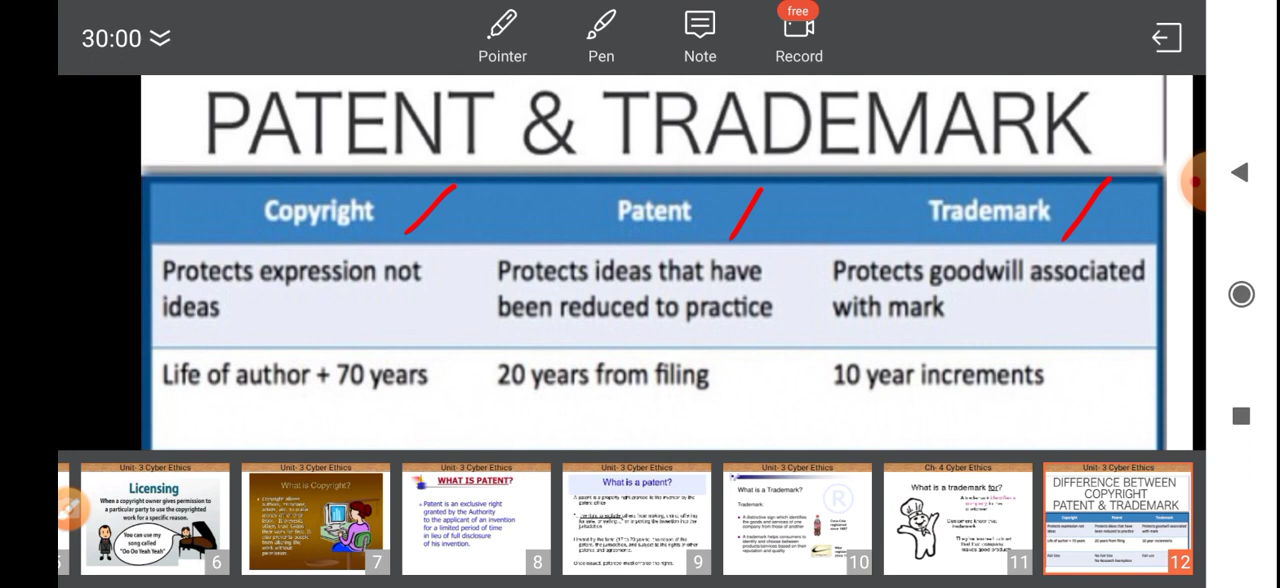 30:00
Pointer
Pen
Note
free
Record
PATENT & TRADEMARK
Copyright
Patent
Trademark
Protects expression not
ideas
Protects ideas that have
been reduced to practice
Protects goodwill associated
with mark
Life of author + 70 years
20 years from filing
10 year increments
Unit- 3 Cyber Ethics
Licensing
When a copyright owner gives permission to
a particular party to use the copyrighted
work for a specific reason.
You can use my
song called
"Go Go Yeah Yeah"
6
Unit- 3 Cyber Ethics
What is Copyright?
7
Unit- 3 Cyber Ethics
WHAT IS PATENT?
Patent is an exclusive right
granted by the Authority
to the applicant of an invention
for a limited period of time
in lieu of full disclosure
of his invention.
8
Unit- 3 Cyber Ethics
What is a patent?
9
Unit- 3 Cyber Ethics
What is a Trademark?
Trademark:
®
10
Ch- 4 Cyber Ethics
What is a trademark for?
11
Unit- 3 Cyber Ethics
DIFFERENCE BETWEEN
COPYRIGHT
PATENT & TRADEMARK
12